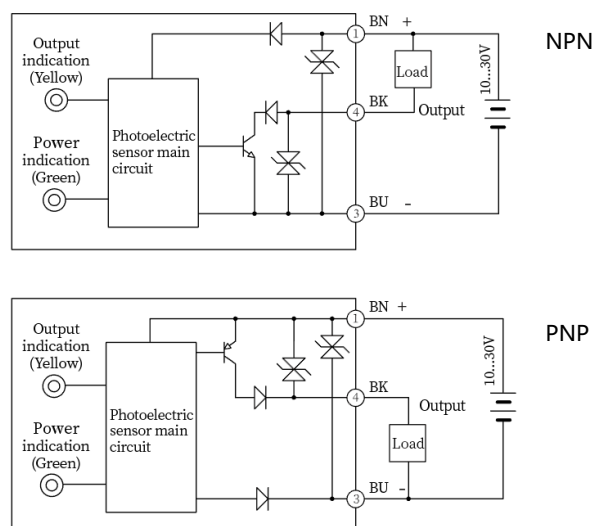 NPN
Output
indication
(Yellow)
Power
indication
(Green)
Photoelectric
sensor main
circuit
1
BN +
Load
10...30V
4
BK
Output
3
BU -
PNP
Output
indication
(Yellow)
Power
indication
(Green)
Photoelectric
sensor main
circuit
1
BN +
10...30V
4
BK
Output
Load
3
BU -